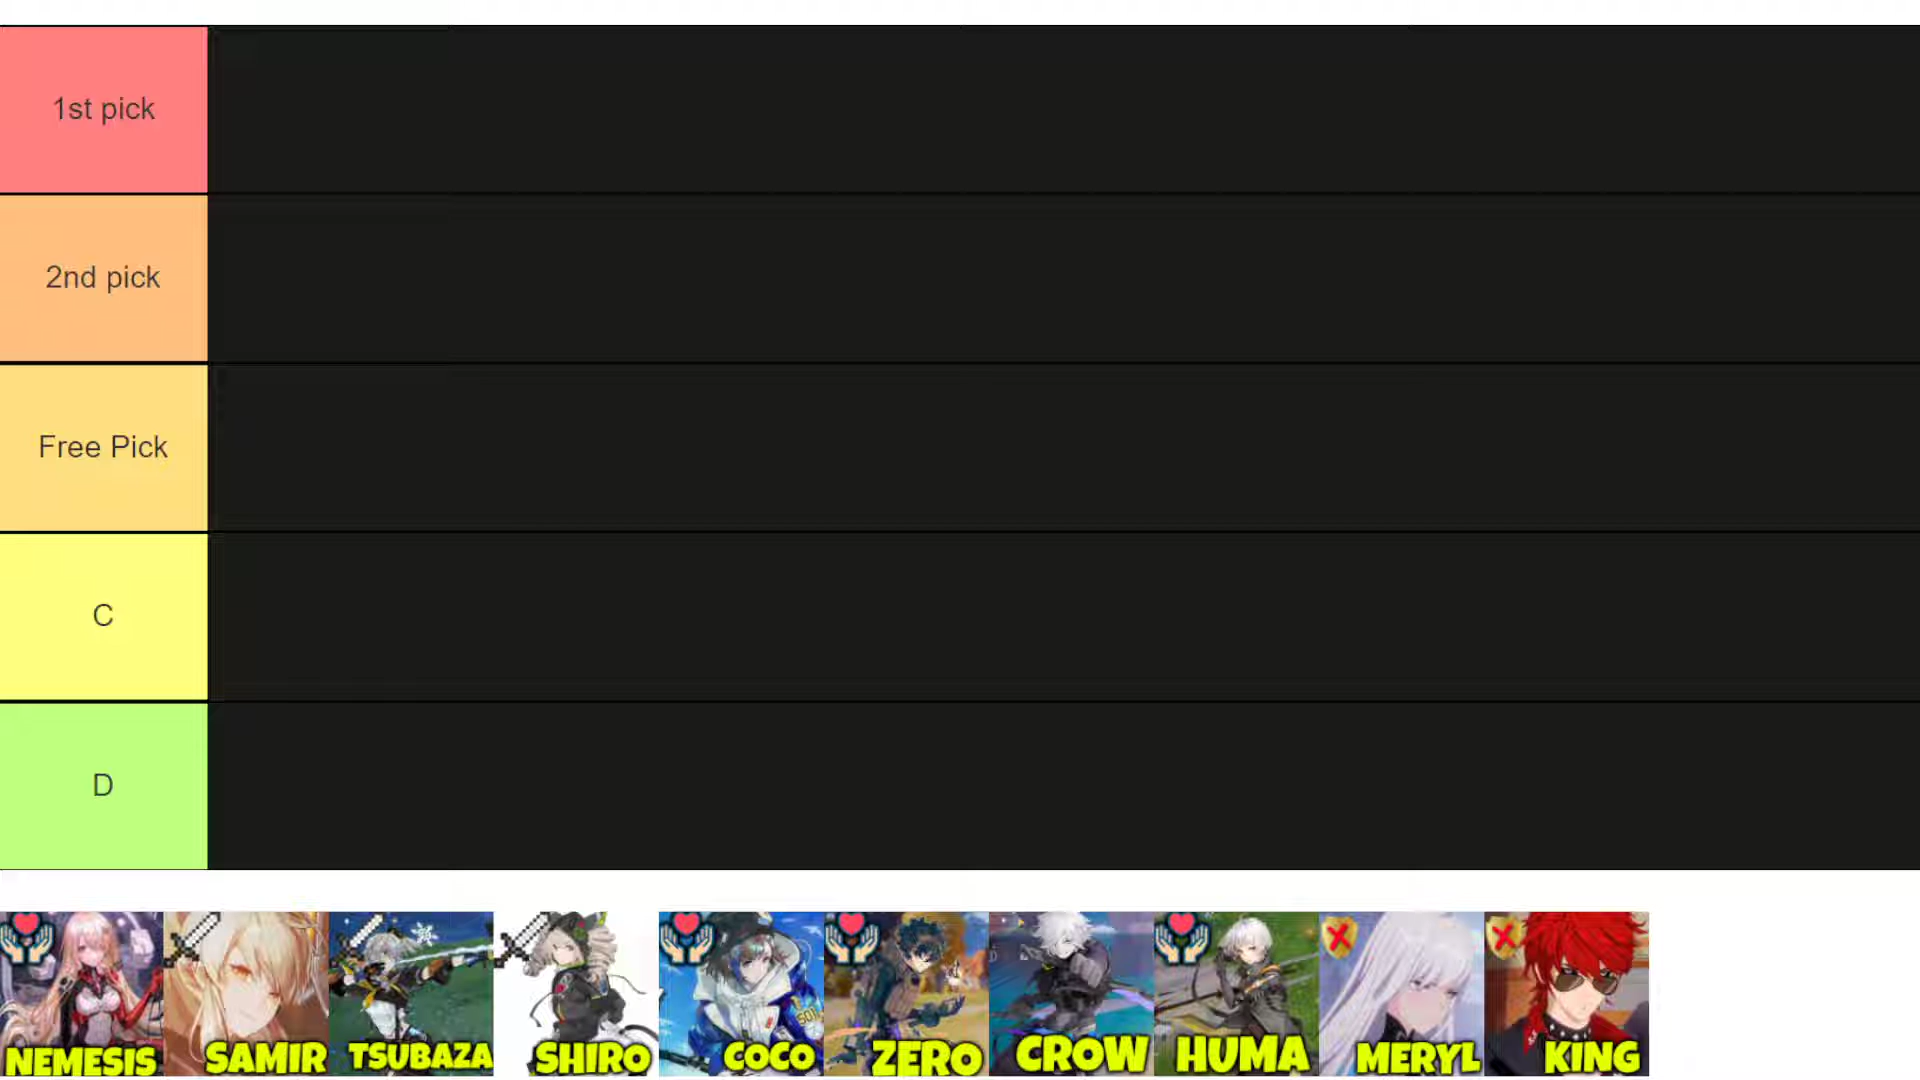 1st pick
2nd pick
Free Pick
C
D
NEMESIS
SAMIR
TSUBAZA
SHIRO
COCO
ZERO
CROW
HUMA
MERYL
KING